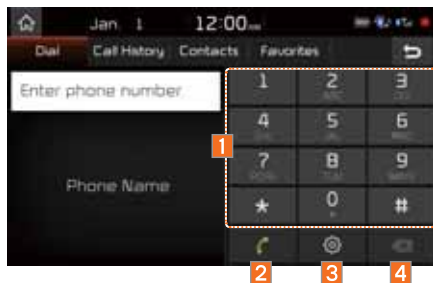 Jan. 1 12:00
Dial Call History Contacts Favorites
Enter phone number.
1 2 3
ABC
4 5 6
1
7 8 9
Phone Name
* 0 #
+
2 3 4